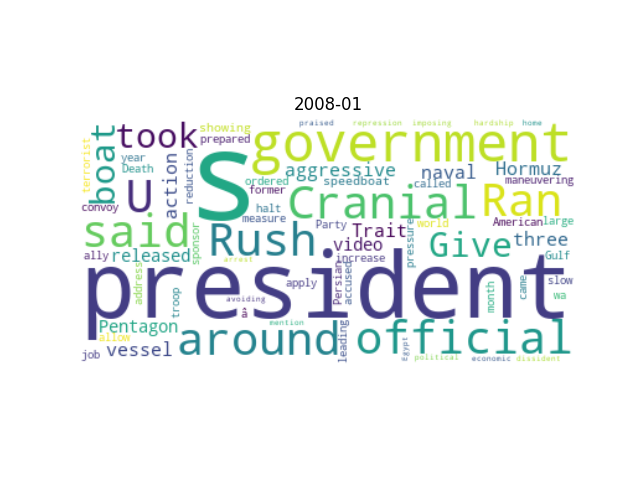 2008-01
praised repression imposing hardship home
terrorist boat took showing prepared government
year Death action reduction U S ordered former aggressive speedboat naval called Hormuz maneuvering
convoy halt measure Cranial Ran
said Rush Party Trait pressure world American large
ally released sponsor video Give three Gulf
address arrest increase president
troop avoiding apply Persian accused month came slow wa
Pentagon â mention
allow vessel around leading official Egypt
job political economic dissident